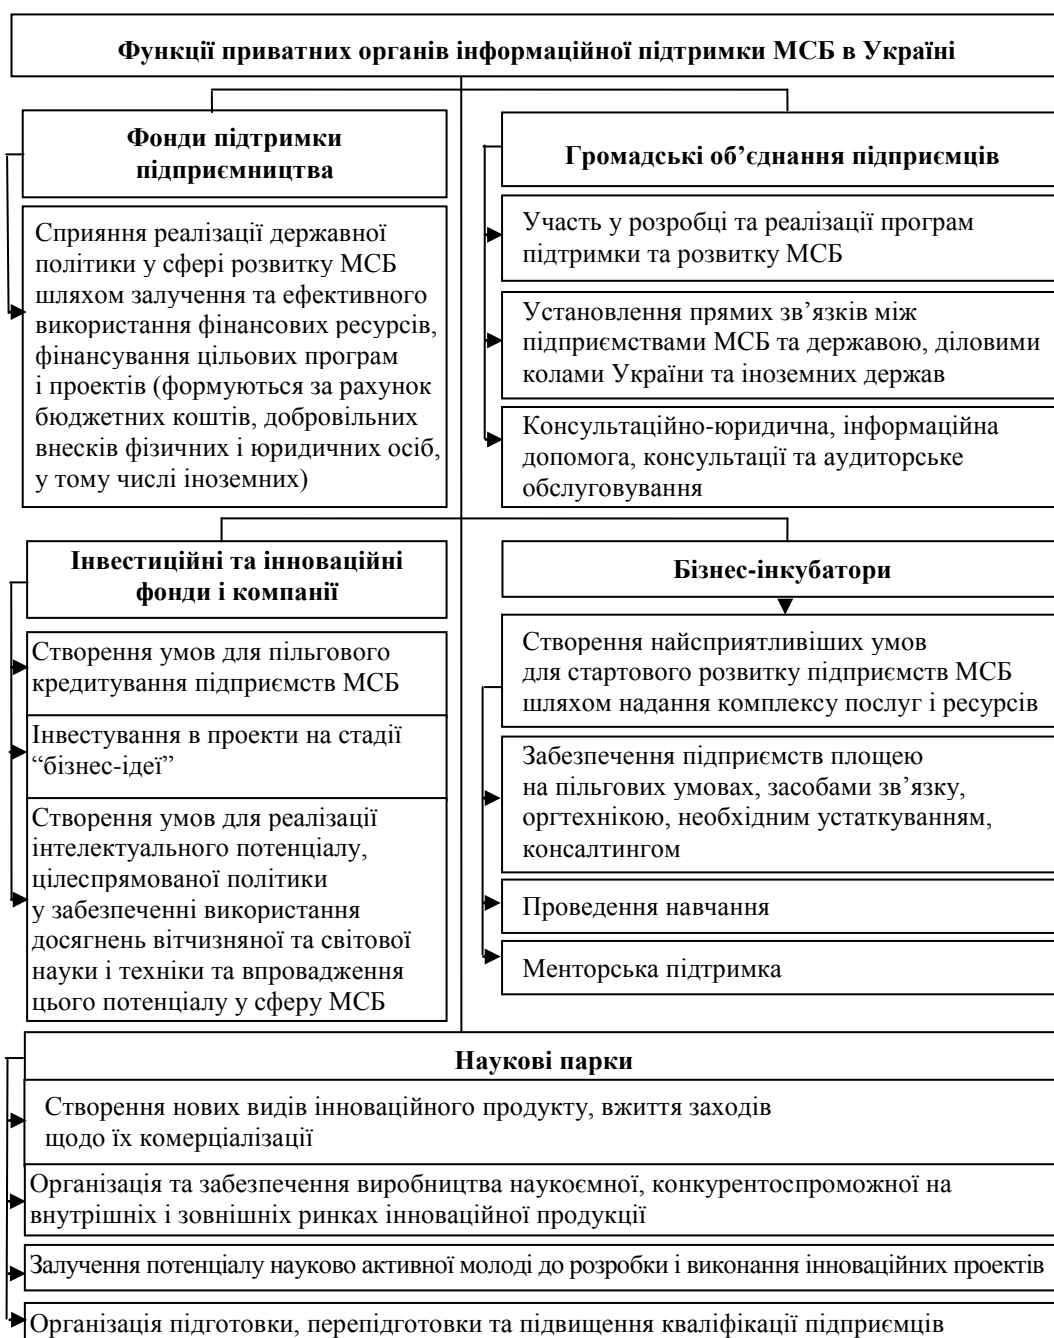 Функції приватних органів інформаційної підтримки МСБ в Україні
Фонди підтримки
підприємництва
Сприяння реалізації державної
політики у сфері розвитку МСБ
шляхом залучення та ефективного
використання фінансових ресурсів,
фінансування цільових програм
і проектів (формуються за рахунок
бюджетних коштів, добровільних
внесків фізичних і юридичних осіб,
у тому числі іноземних)
Громадські об’єднання підприємців
Участь у розробці та реалізації програм
підтримки та розвитку МСБ
Установлення прямих зв’язків між
підприємствами МСБ та державою, діловими
колами України та іноземних держав
Консультаційно-юридична, інформаційна
допомога, консультації та аудиторське
обслуговування
Інвестиційні та інноваційні
фонди і компанії
Створення умов для пільгового
кредитування підприємств МСБ
Інвестування в проекти на стадії
“бізнес-ідеї”
Створення умов для реалізації
інтелектуального потенціалу,
цілеспрямованої політики
у забезпеченні використання
досягнень вітчизняної та світової
науки і техніки та впровадження
цього потенціалу у сферу МСБ
Бізнес-інкубатори
Створення найсприятливіших умов
для стартового розвитку підприємств МСБ
шляхом надання комплексу послуг і ресурсів
Забезпечення підприємств площею
на пільгових умовах, засобами зв’язку,
оргтехнікою, необхідним устаткуванням,
консалтингом
Проведення навчання
Менторська підтримка
Наукові парки
Створення нових видів інноваційного продукту, вжиття заходів
щодо їх комерціалізації
Організація та забезпечення виробництва наукоємної, конкурентоспроможної на
внутрішніх і зовнішніх ринках інноваційної продукції
Залучення потенціалу науково активної молоді до розробки і виконання інноваційних проектів
Організація підготовки, перепідготовки та підвищення кваліфікації підприємців